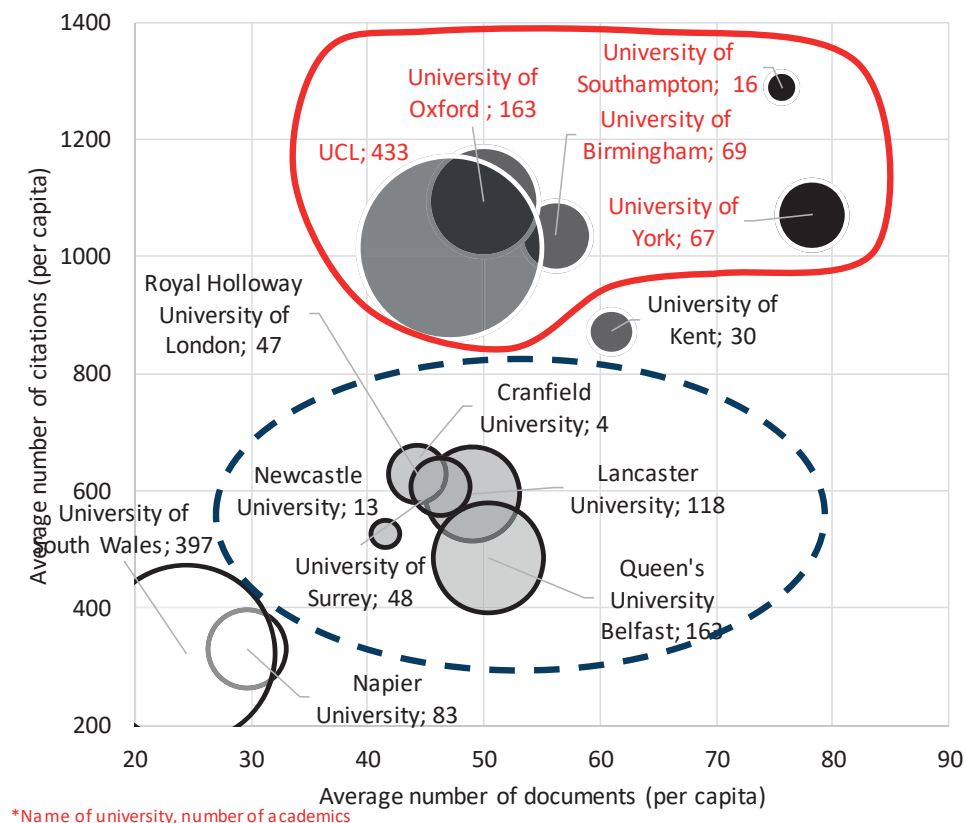 1400
1200
1000
800
600
400
200
Average number of citations (per capita)
University of
Southampton; 16
University of
Oxford ; 163
University of
Birmingham; 69
UCL; 433
University of
York; 67
Royal Holloway
University of
London; 47
University of
Kent; 30
Cranfield
University; 4
Newcastle
University; 13
Lancaster
University; 118
University of
South Wales; 397
University of
Surrey; 48
Queen's
University
Belfast; 163
Napier
University; 83
20 30 40 50 60 70 80 90
Average number of documents (per capita)
*Name of university, number of academics